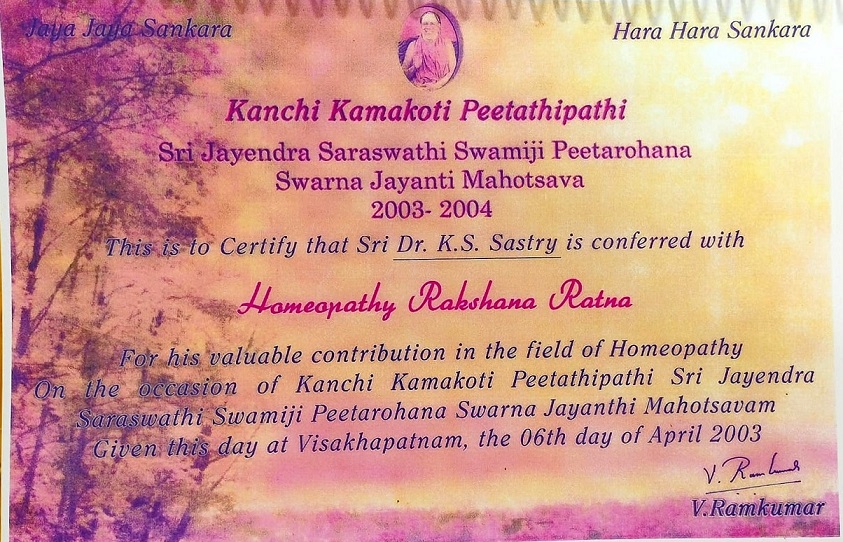 Jaya Jaya Sankara
Hara Hara Sankara
Kanchi Kamakoti Peetathipathi
Sri Jayendra Saraswathi Swamiji Peetarohana
Swarna Jayanti Mahotsava
2003- 2004
This is to Certify that Sri Dr. K.S. Sastry is conferred with
Homeopathy Rakshana Ratna
For his valuable contribution in the field of Homeopathy
On the occasion of Kanchi Kamakoti Peetathipathi Sri Jayendra
Saraswathi Swamiji Peetarohana Swarna Jayanthi Mahotsavam
Given this day at Visakhapatnam, the 06th day of April 2003
V. Ramkumar
V.Ramkumar